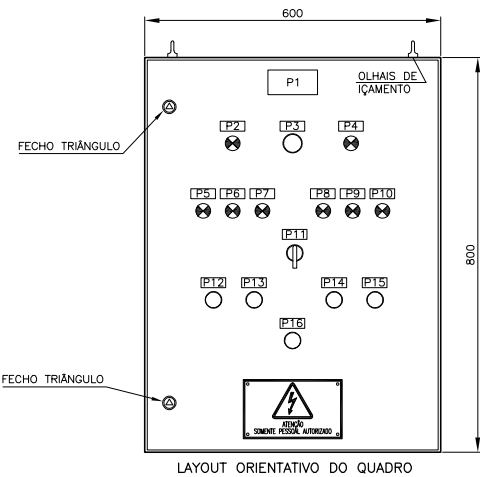 600
P1
OLHAIS DE
IÇAMENTO
P2 P3 P4
FECHO TRIÂNGULO
P5 P6 P7 P8 P9 P10
P11
800
P12 P13 P14 P15
P16
FECHO TRIÂNGULO
ATENÇÃO
SOMENTE PESSOAL AUTORIZADO
LAYOUT ORIENTATIVO DO QUADRO